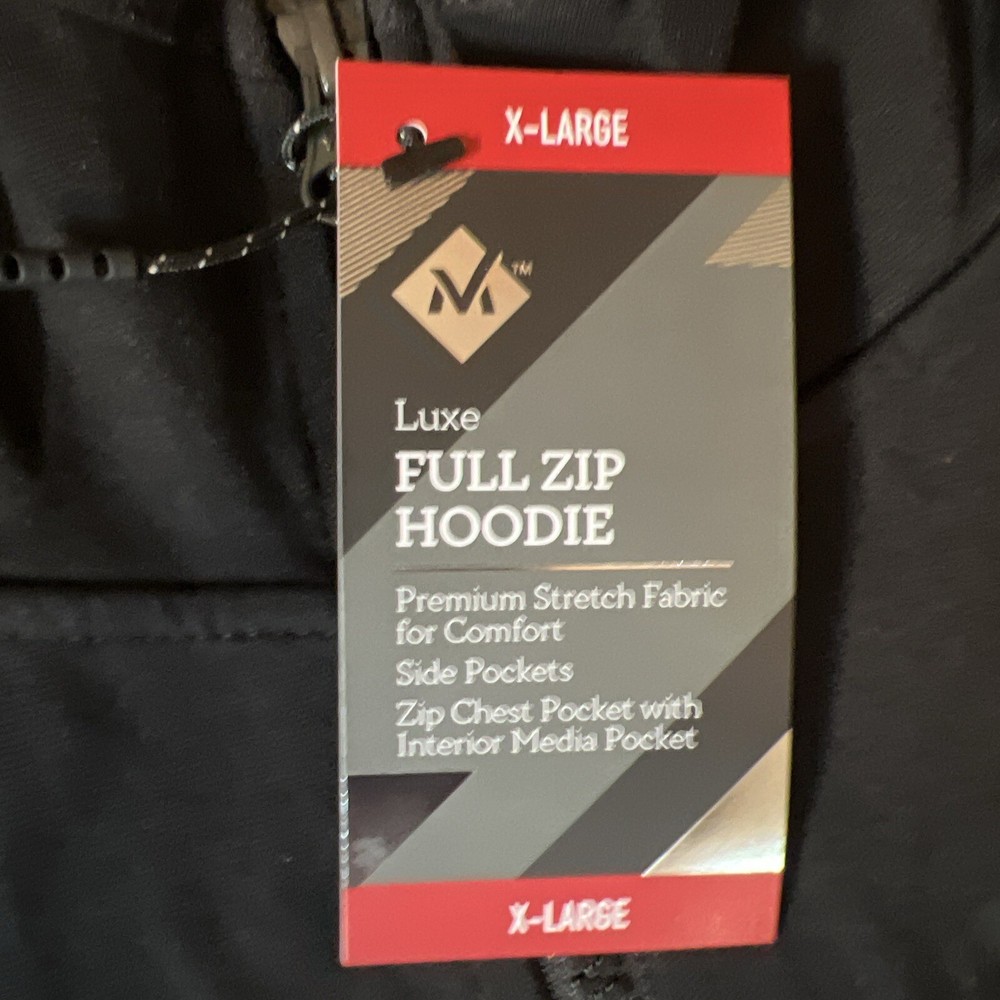 X-LARGE
M™
Luxe
FULL ZIP
HOODIE
Premium Stretch Fabric
for Comfort
Side Pockets
Zip Chest Pocket with
Interior Media Pocket
X-LARGE